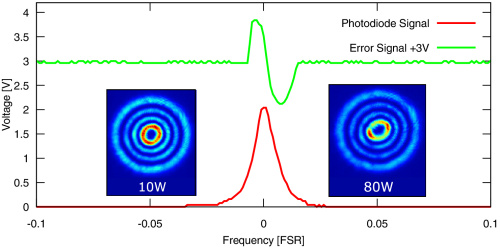 Photodiode Signal
Error Signal +3V
Voltage [V]
4
3.5
3
2.5
2
1.5
1
0.5
0
10W
80W
-0.1
-0.05
0
0.05
0.1
Frequency [FSR]